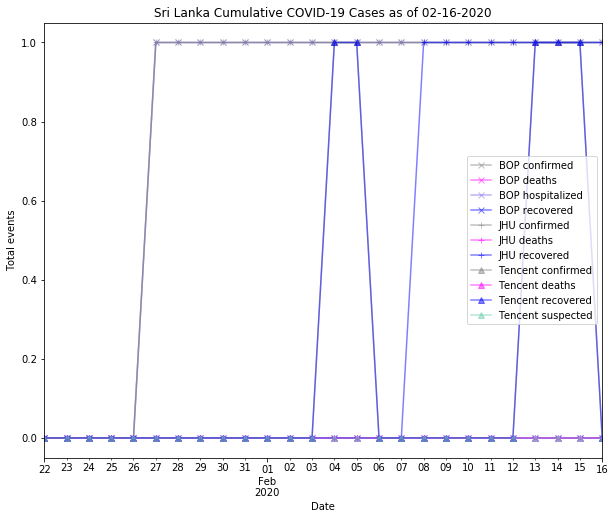 Sri Lanka Cumulative COVID-19 Cases as of 02-16-2020
1.0
0.8
0.6
0.4
0.2
0.0
Total events
BOP confirmed
BOP deaths
BOP hospitalized
BOP recovered
JHU confirmed
JHU deaths
JHU recovered
Tencent confirmed
Tencent deaths
Tencent recovered
Tencent suspected
22 23 24 25 26 27 28 29 30 31 01 02 03 04 05 06 07 08 09 10 11 12 13 14 15 16
Feb
2020
Date